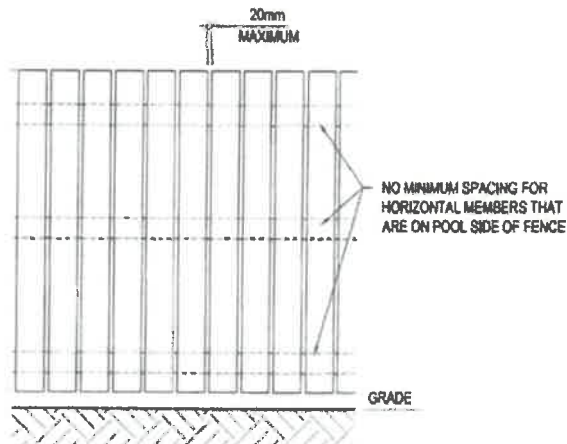 20mm
MAXIMUM
NO MINIMUM SPACING FOR
HORIZONTAL MEMBERS THAT
ARE ON POOL SIDE OF FENCE
GRADE